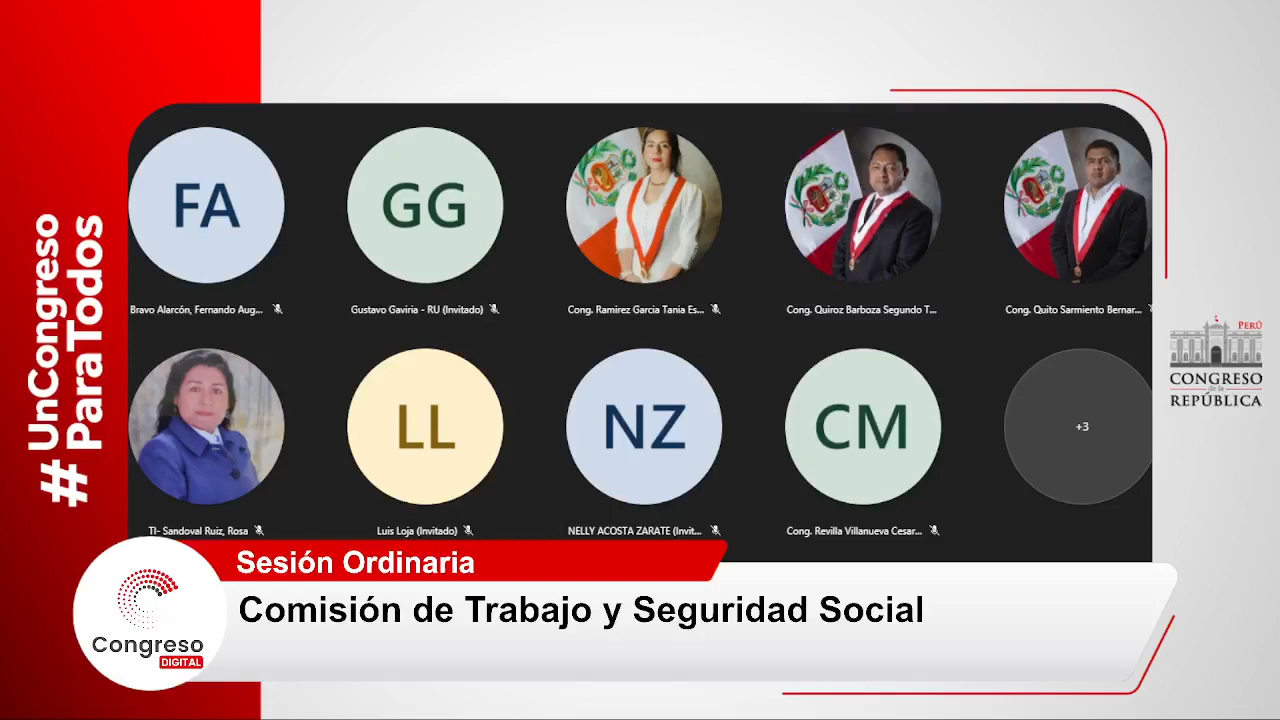 #UnCongreso
ParaTodos
FA
GG
Bravo Alarcón, Fernando Aug...
Gustavo Gaviria - RU (Invitado)
Cong. Ramirez Garcia Tania Es...
Cong. Quiroz Barboza Segundo T...
Cong. Quito Sarmiento Bernar...
LL
NZ
CM
+3
TI- Sandoval Ruiz, Rosa
Luis Loja (Invitado)
NELLY ACOSTA ZARATE (Invit...
Cong. Revilla Villanueva Cesar...
PERÚ
CONGRESO
de la
REPÚBLICA
Sesión Ordinaria
Comisión de Trabajo y Seguridad Social
Congreso
DIGITAL